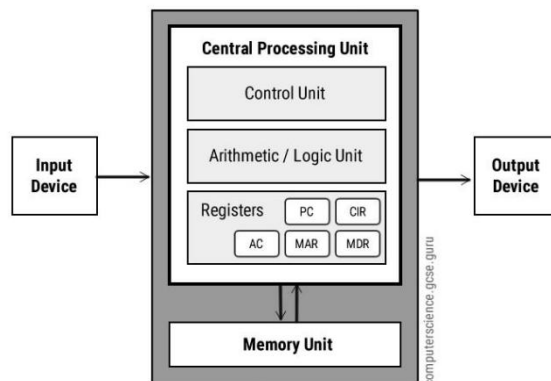 Central Processing Unit
Control Unit
Arithmetic / Logic Unit
Input
Device
Output
Device
Registers
PC
CIR
AC
MAR
MDR
Memory Unit
computerscience.gcse.guru